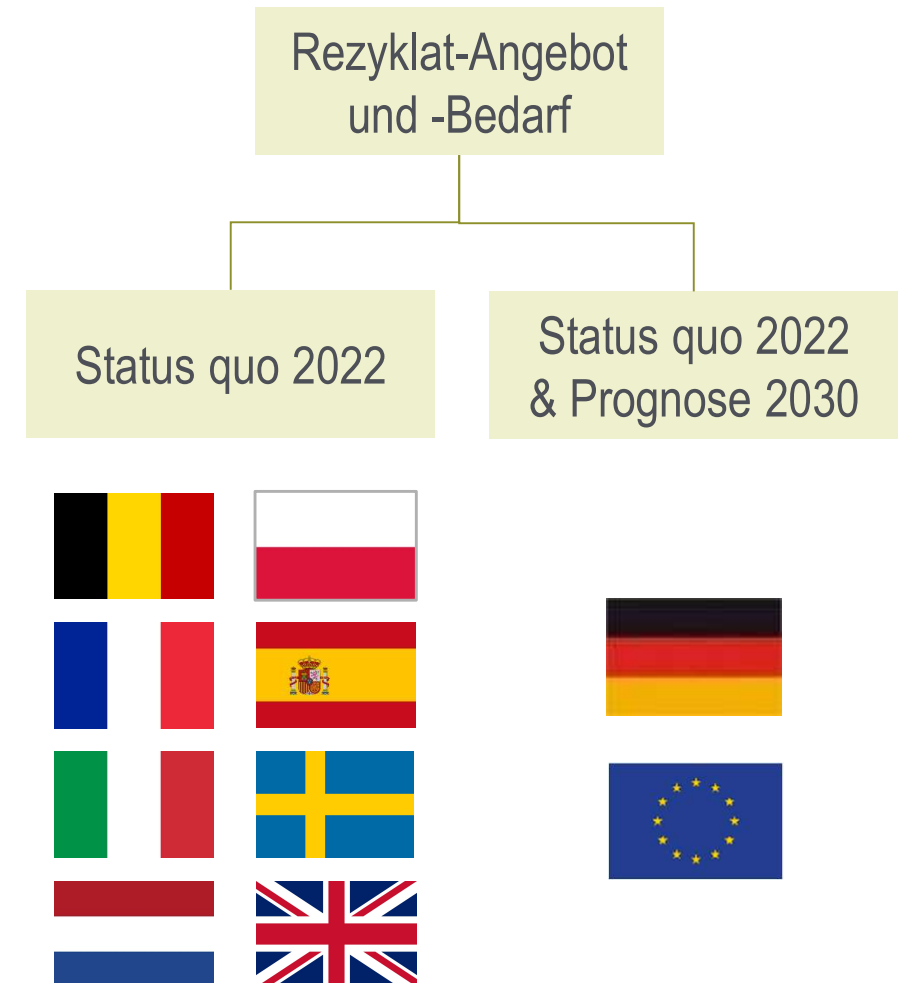 Rezyklat-Angebot
und -Bedarf
Status quo 2022
Status quo 2022
& Prognose 2030